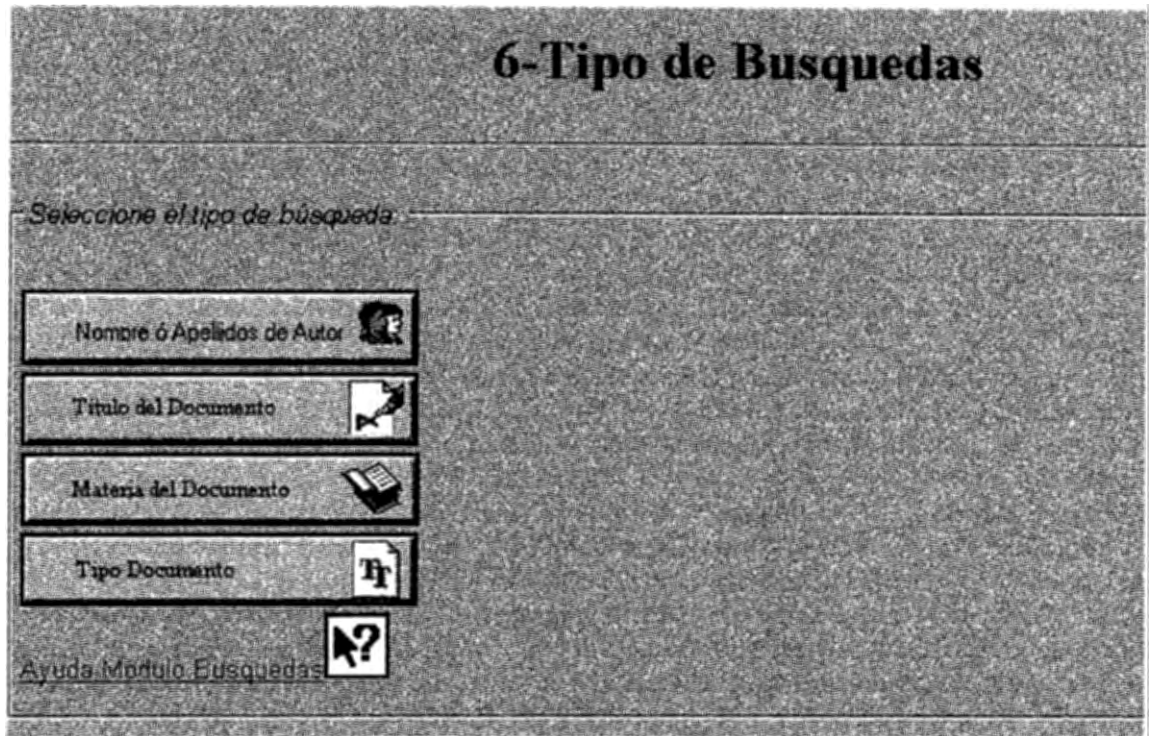 6-Tipo de Busquedas
Seleccione el tipo de búsqueda:
Nombre ó Apellidos de Autor
Título del Documento
Materia del Documento
Tipo Documento
Ayuda Modulo Busquedas